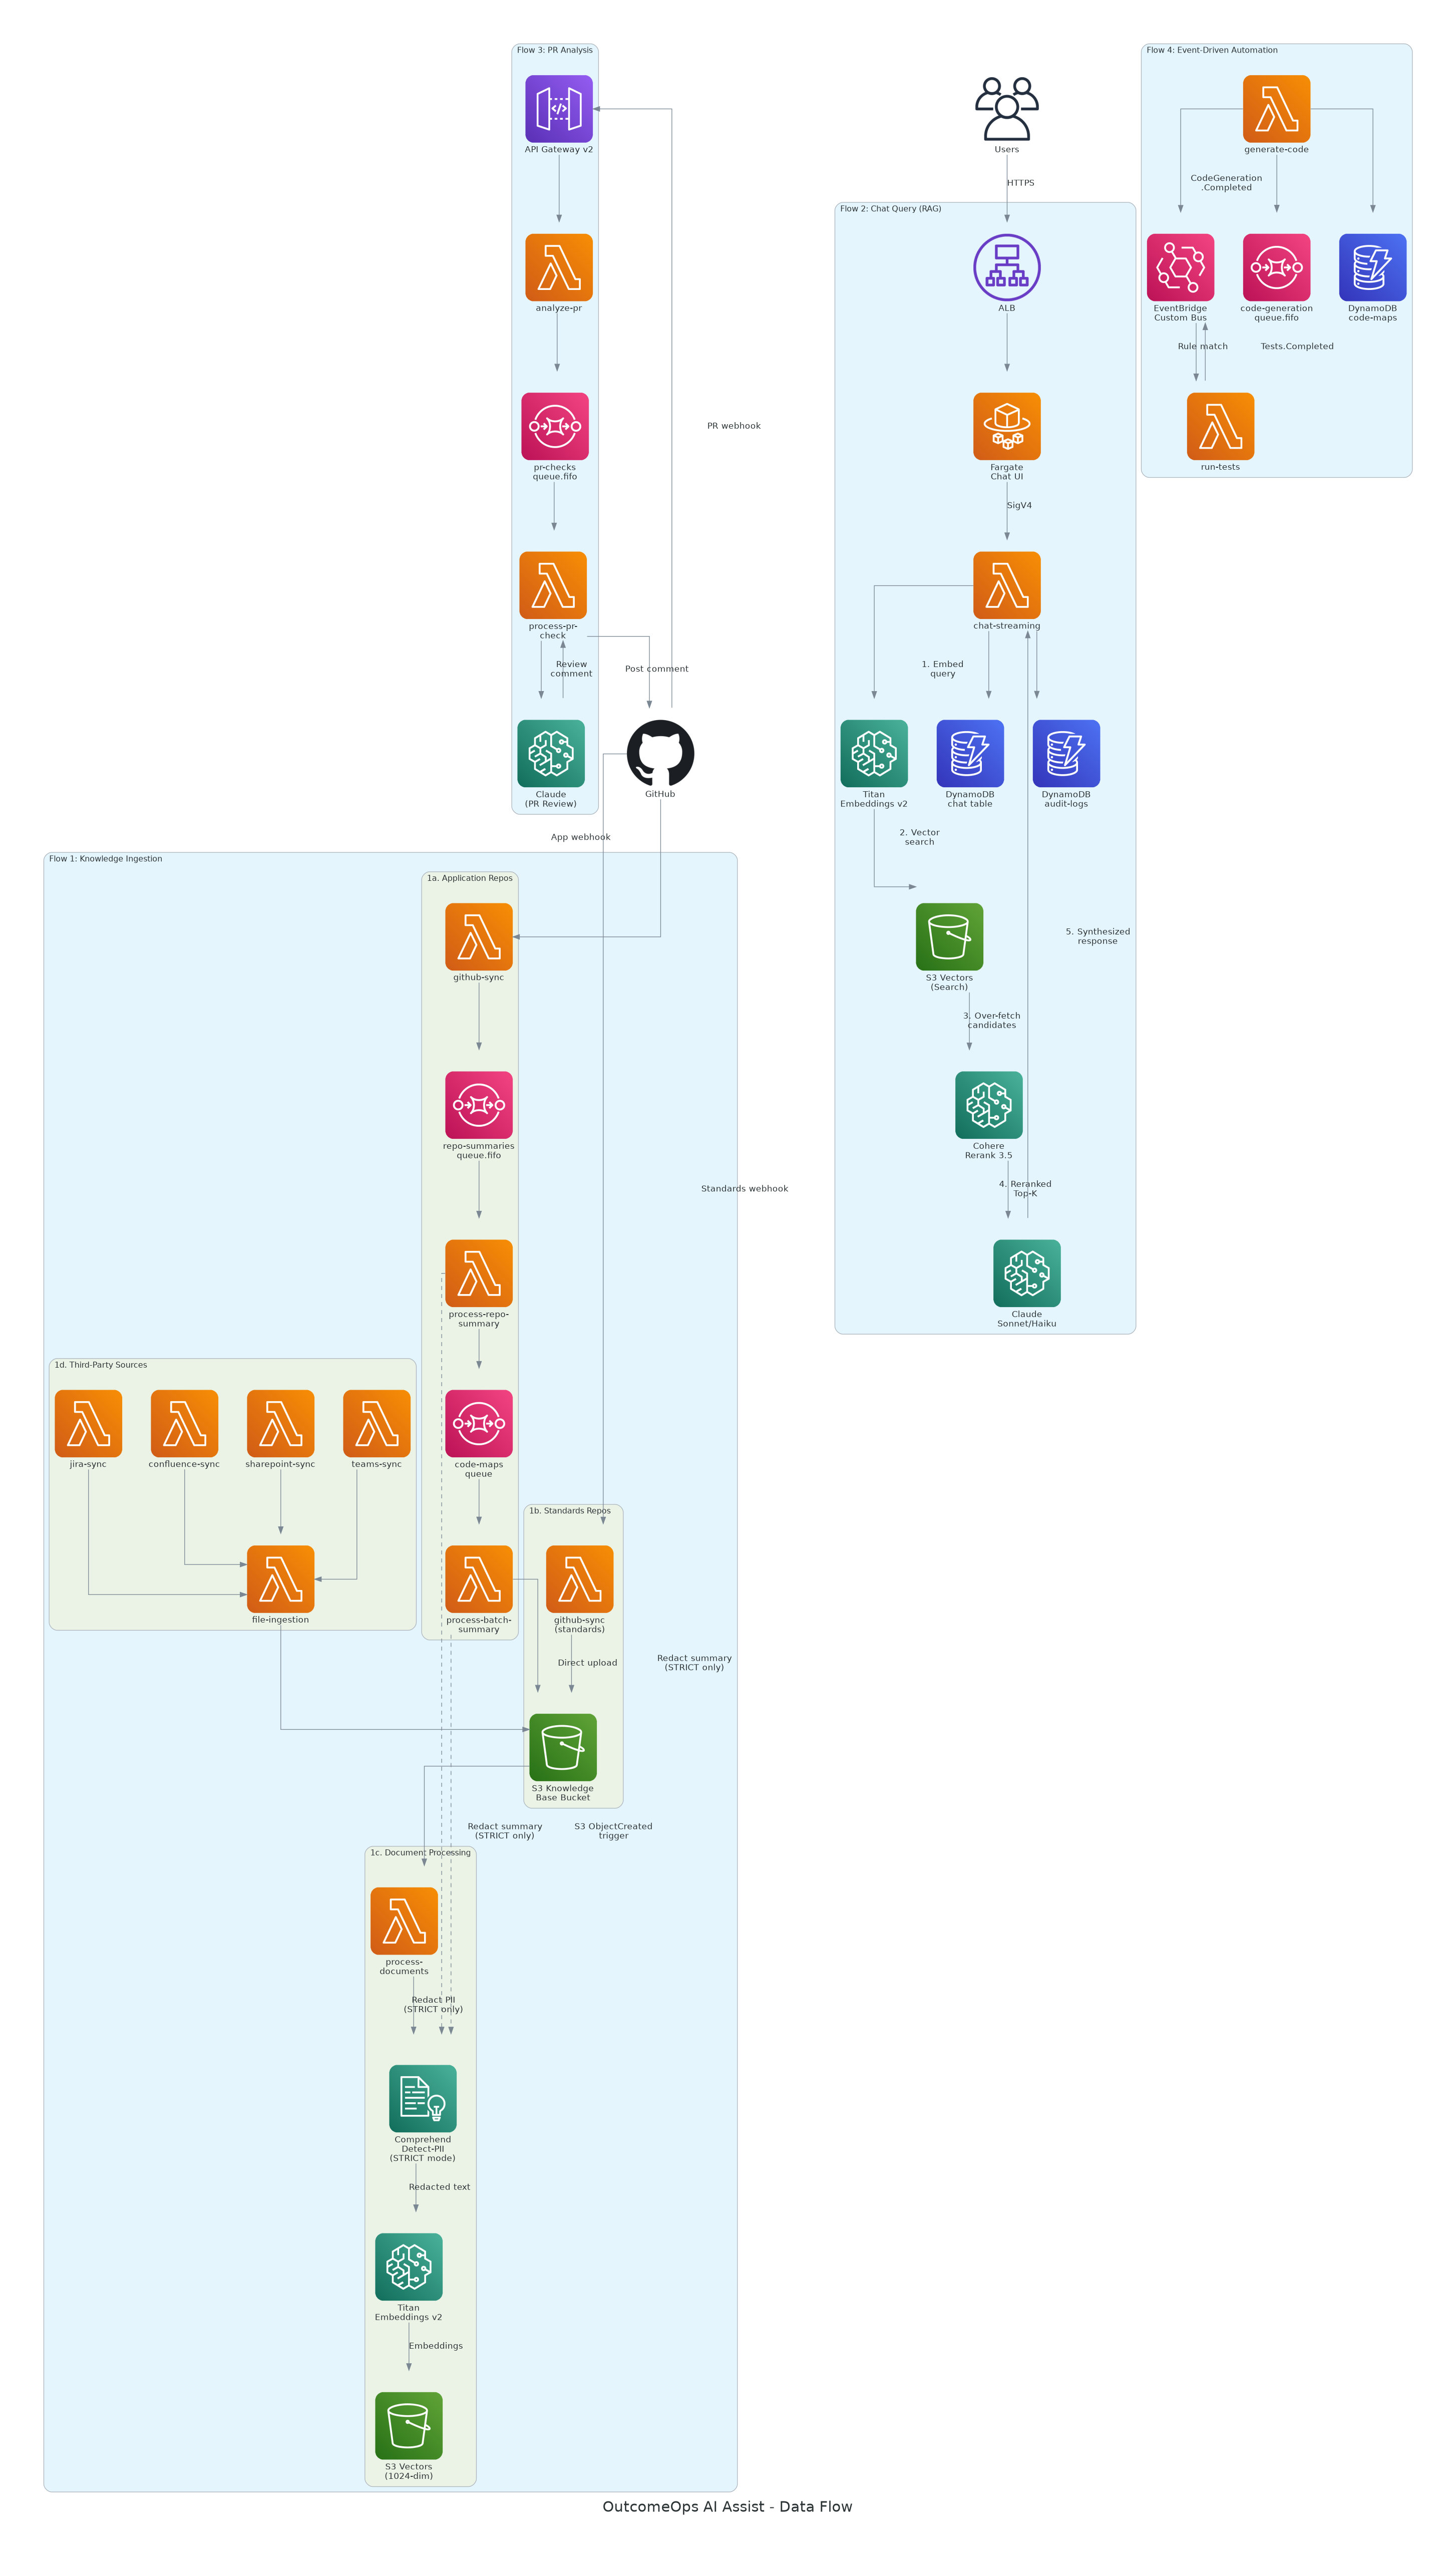 Flow 3: PR Analysis
API Gateway v2
analyze-pr
pr-checks
queue.fifo
process-pr-
check
Review
comment
Claude
(PR Review)
PR webhook
Post comment
GitHub
App webhook
Users
HTTPS
Flow 2: Chat Query (RAG)
ALB
Fargate
Chat UI
SigV4
chat-streaming
1. Embed
query
Titan
Embeddings v2
DynamoDB
chat table
DynamoDB
audit-logs
2. Vector
search
S3 Vectors
(Search)
5. Synthesized
response
3. Over-fetch
candidates
Cohere
Rerank 3.5
4. Reranked
Top-K
Claude
Sonnet/Haiku
Flow 4: Event-Driven Automation
generate-code
CodeGeneration
.Completed
EventBridge
Custom Bus
code-generation
queue.fifo
DynamoDB
code-maps
Rule match
Tests.Completed
run-tests
Flow 1: Knowledge Ingestion
1a. Application Repos
github-sync
repo-summaries
queue.fifo
Standards webhook
process-repo-
summary
code-maps
queue
process-batch-
summary
1d. Third-Party Sources
jira-sync
confluence-sync
sharepoint-sync
teams-sync
file-ingestion
1b. Standards Repos
github-sync
(standards)
Direct upload
Redact summary
(STRICT only)
S3 Knowledge
Base Bucket
Redact summary
(STRICT only)
S3 ObjectCreated
trigger
1c. Document Processing
process-
documents
Redact PII
(STRICT only)
Comprehend
Detect-PII
(STRICT mode)
Redacted text
Titan
Embeddings v2
Embeddings
S3 Vectors
(1024-dim)
OutcomeOps AI Assist - Data Flow